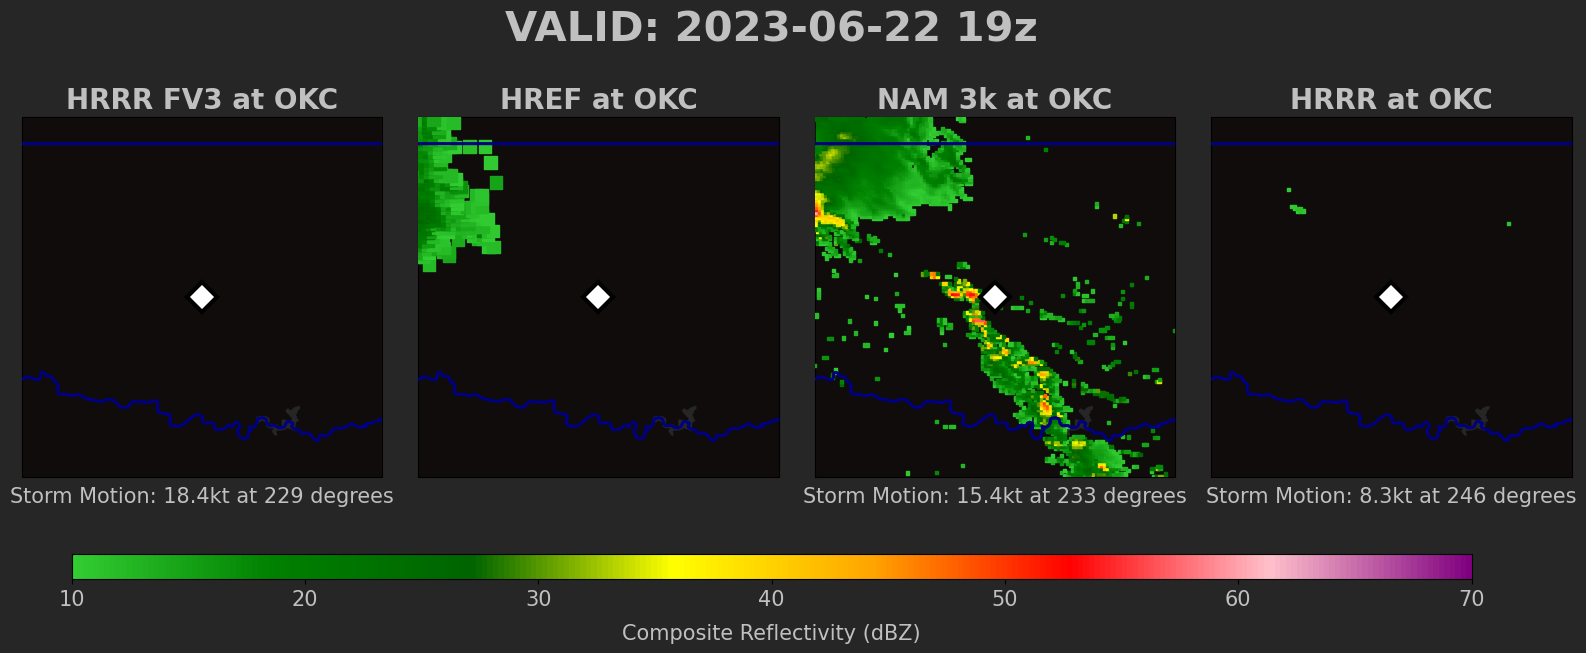 VALID: 2023-06-22 19z
HRRR FV3 at OKC
HREF at OKC
NAM 3k at OKC
HRRR at OKC
Storm Motion: 18.4kt at 229 degrees
Storm Motion: 15.4kt at 233 degrees
Storm Motion: 8.3kt at 246 degrees
10 20 30 40 50 60 70
Composite Reflectivity (dBZ)